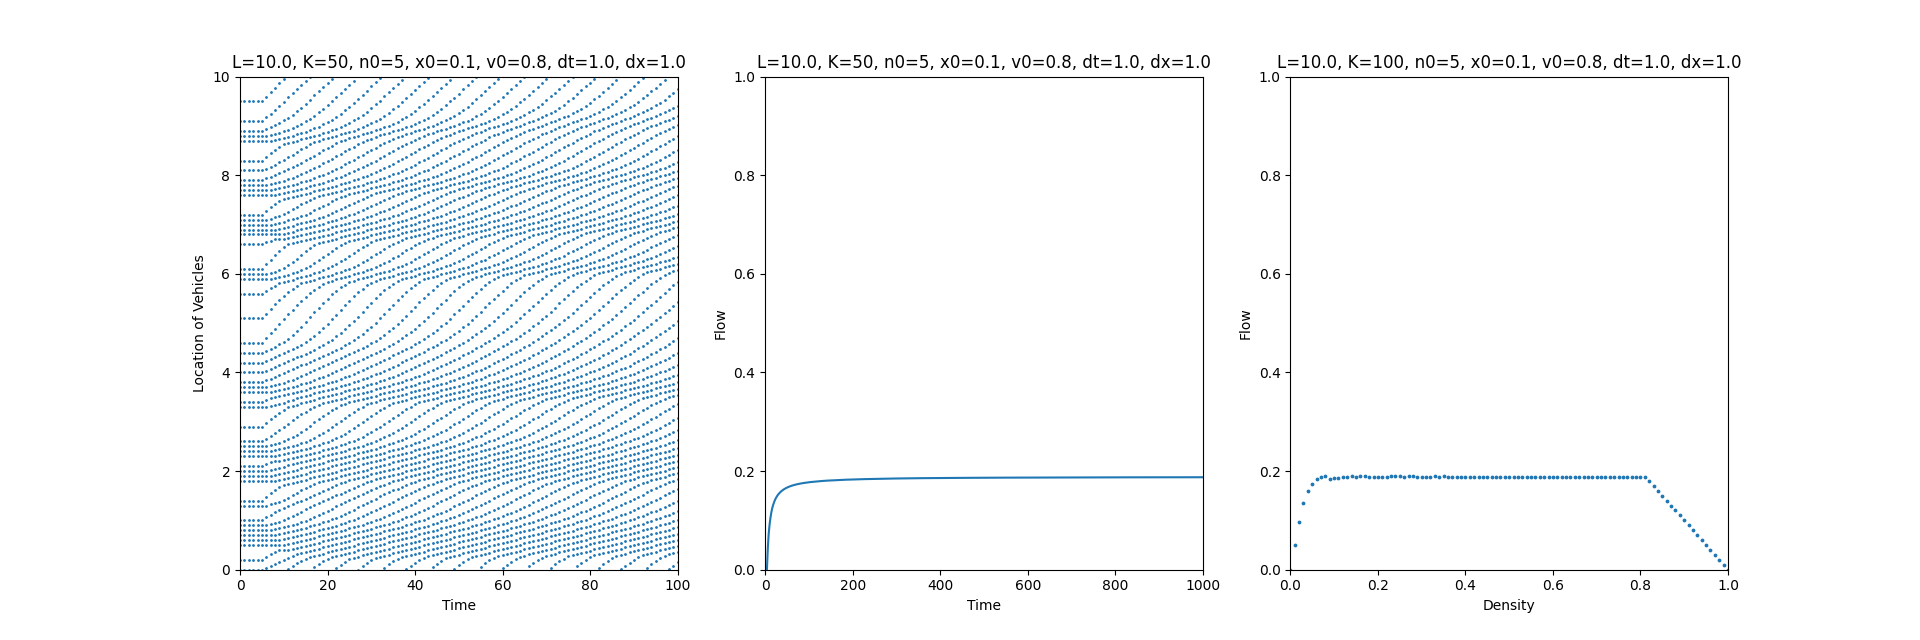 L=10.0, K=50, n0=5, x0=0.1, v0=0.8, dt=1.0, dx=1.0
Location of Vehicles
10
8
6
4
2
0
0 20 40 60 80 100
Time
L=10.0, K=50, n0=5, x0=0.1, v0=0.8, dt=1.0, dx=1.0
Flow
1.0
0.8
0.6
0.4
0.2
0.0
0 200 400 600 800 1000
Time
L=10.0, K=100, n0=5, x0=0.1, v0=0.8, dt=1.0, dx=1.0
Flow
1.0
0.8
0.6
0.4
0.2
0.0
0.0 0.2 0.4 0.6 0.8 1.0
Density